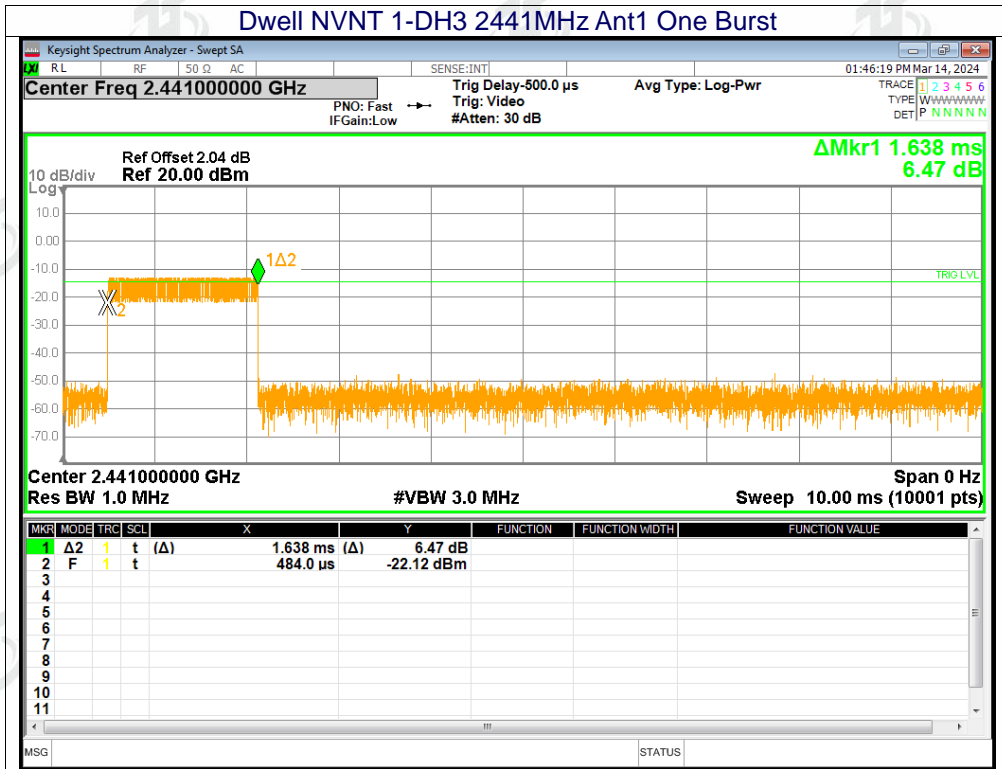 Dwell NVNT 1-DH3 2441MHz Ant1 One Burst
Keysight Spectrum Analyzer - Swept SA
LXI RL RF 50 Ω AC SENSE:INT 01:46:19 PM Mar 14, 2024
Center Freq 2.441000000 GHz Trig Delay-500.0 µs Avg Type: Log-Pwr TRACE 1 2 3 4 5 6
PNO: Fast Trig: Video TYPE WWWWWWW
IFGain:Low #Atten: 30 dB DET P NNNNN
ΔMkr1 1.638 ms
6.47 dB
Ref Offset 2.04 dB
10 dB/div Ref 20.00 dBm
Log
10.0
0.00
1Δ2
-10.0
TRIG LVL
-20.0
2
-30.0
-40.0
-50.0
-60.0
-70.0
Center 2.441000000 GHz Span 0 Hz
Res BW 1.0 MHz #VBW 3.0 MHz Sweep 10.00 ms (10001 pts)
MKR MODE TRC SCL X Y FUNCTION FUNCTION WIDTH FUNCTION VALUE
1 Δ2 1 t (Δ) 1.638 ms (Δ) 6.47 dB
2 F 1 t 484.0 µs -22.12 dBm
3
4
5
6
7
8
9
10
11
MSG STATUS